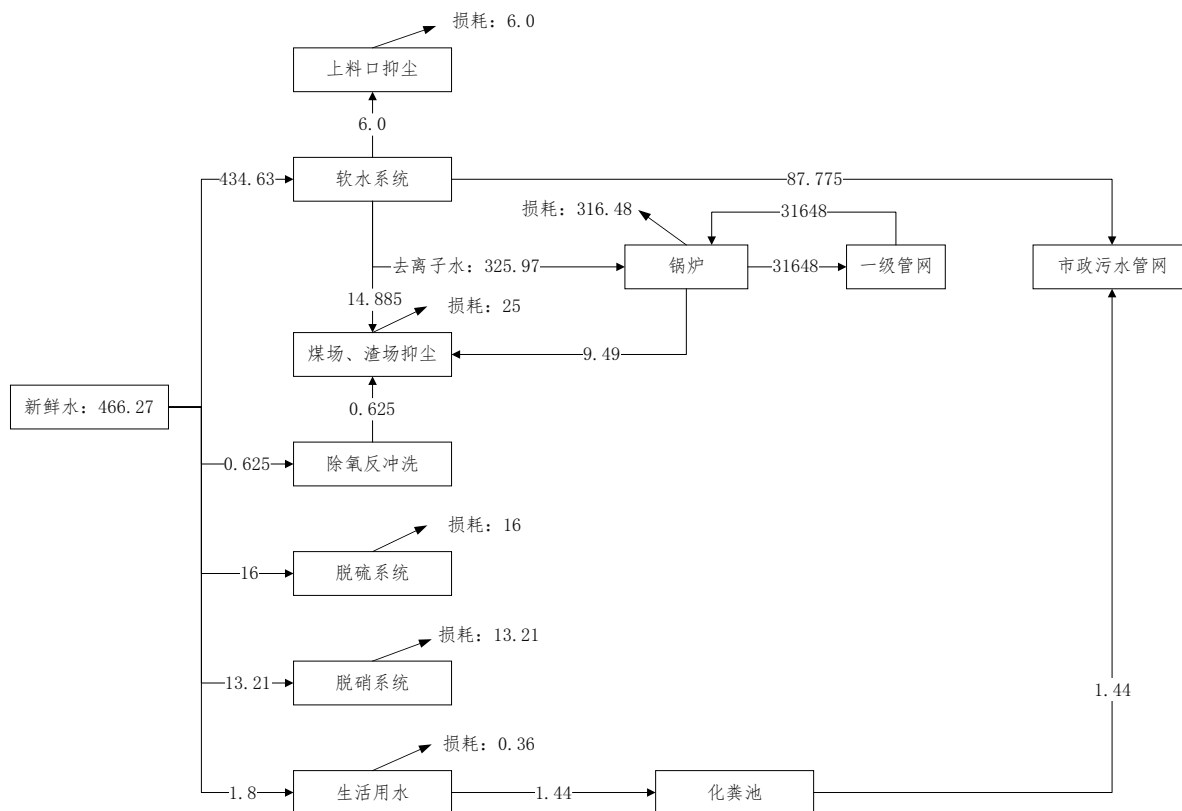 损耗：6.0
上料口抑尘
6.0
434.63
软水系统
87.775
损耗：316.48
31648
去离子水：325.97
锅炉
31648
一级管网
市政污水管网
14.885
损耗：25
煤场、渣场抑尘
9.49
新鲜水：466.27
0.625
0.625
除氧反冲洗
损耗：16
16
脱硫系统
损耗：13.21
13.21
脱硝系统
1.44
损耗：0.36
1.8
生活用水
1.44
化粪池